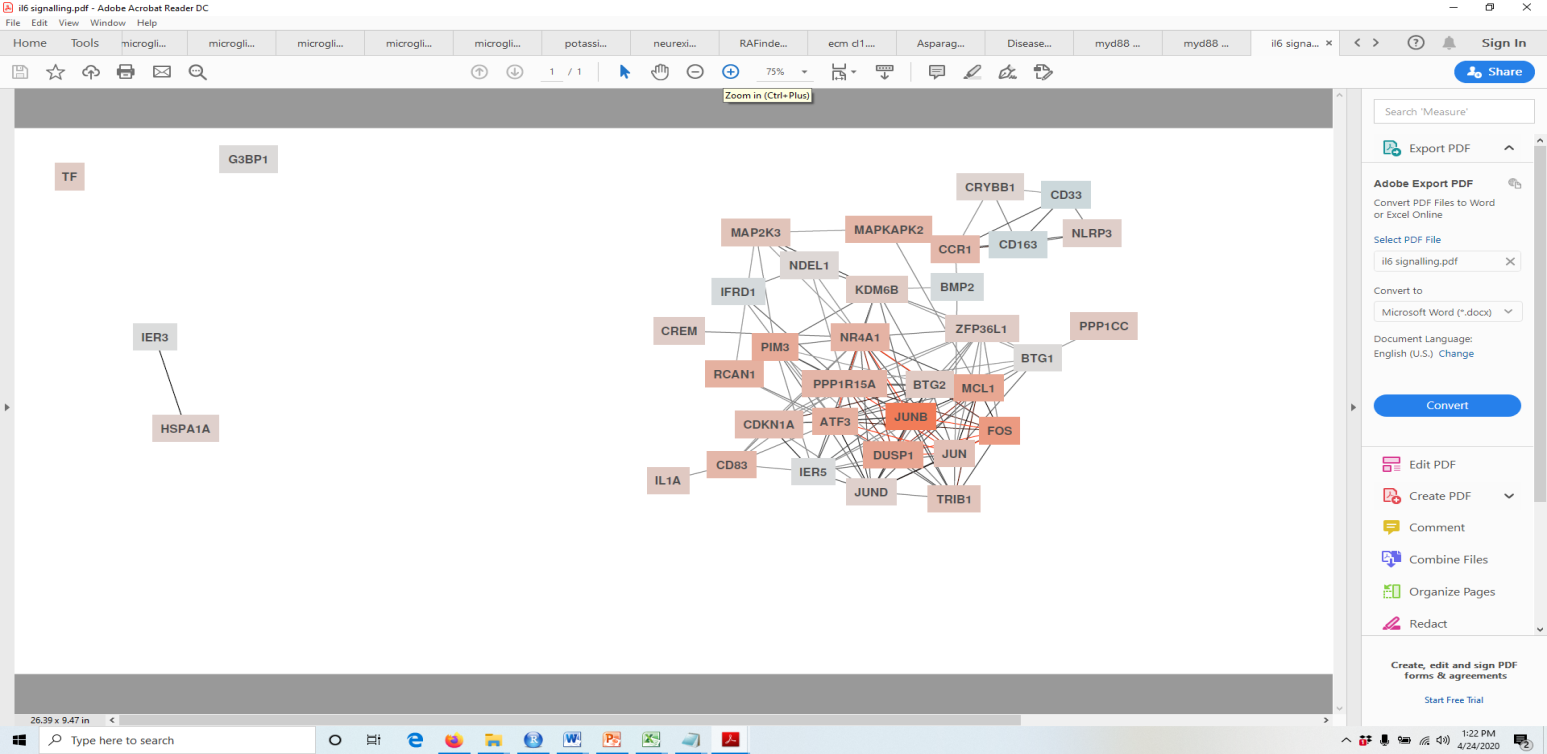 il6 signalling.pdf - Adobe Acrobat Reader DC
File Edit View Window Help
Home Tools microgli... microgli... microgli... microgli... microgli... potassi... neurexi... RAFinde... ecm cl1.... Asparag... Disease... myd88 ... myd88 ... il6 signa... × Sign In
1 / 1 75% Share
Zoom in (Ctrl+Plus)
TF
G3BP1
IER3
HSPA1A
CRYBB1
CD33
MAP2K3
MAPKAPK2
CCR1
CD163
NLRP3
NDEL1
IFRD1
KDM6B
BMP2
CREM
PIM3
NR4A1
ZFP36L1
PPP1CC
BTG1
RCAN1
PPP1R15A
BTG2
MCL1
CDKN1A
ATF3
JUNB
FOS
CD83
DUSP1
JUN
IL1A
IER5
JUND
TRIB1
Search 'Measure'
Export PDF
Adobe Export PDF
Convert PDF Files to Word
or Excel Online
Select PDF File
il6 signalling.pdf
Convert to
Microsoft Word (*.docx)
Document Language:
English (U.S.) Change
Convert
Edit PDF
Create PDF
Comment
Combine Files
Organize Pages
Redact
Create, edit and sign PDF
forms & agreements
Start Free Trial
26.39 x 9.47 in
Type here to search
1:22 PM
4/24/2020
2